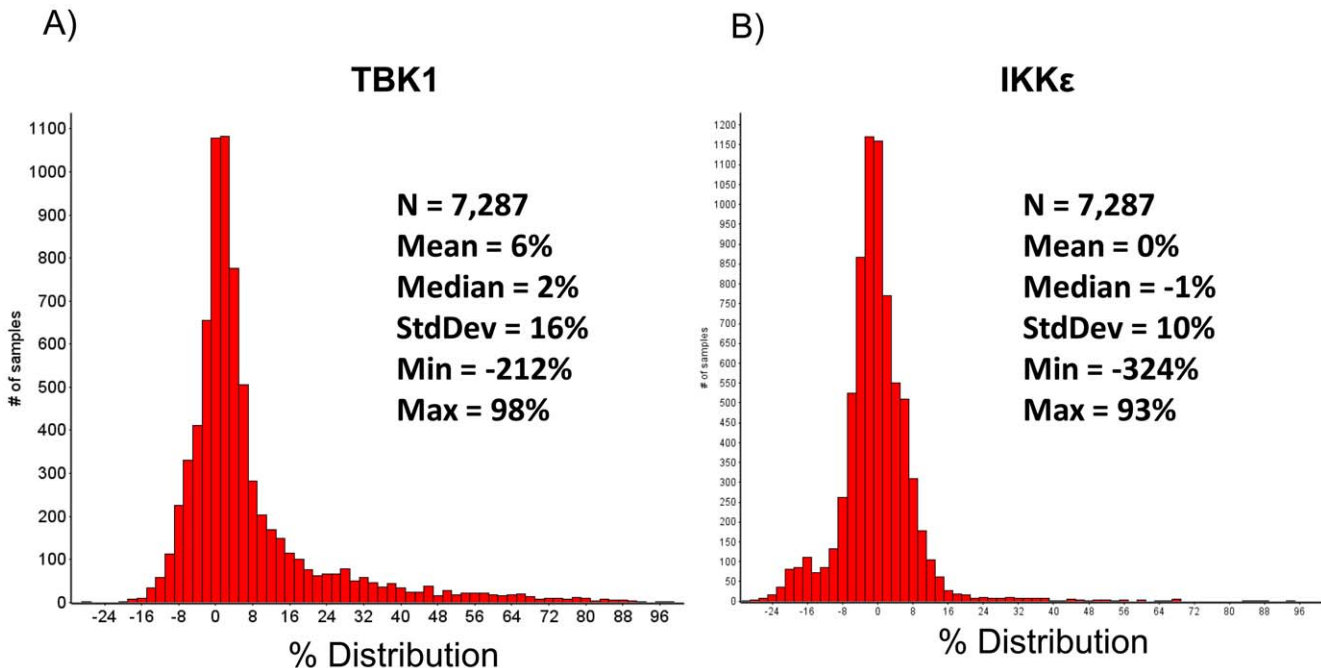 A)
TBK1
1100
1000
900
800
700
600
500
400
300
200
100
0
# of samples
-24 -16 -8 0 8 16 24 32 40 48 56 64 72 80 88 96
% Distribution
N = 7,287
Mean = 6%
Median = 2%
StdDev = 16%
Min = -212%
Max = 98%
B)
IKKε
1200
1150
1100
1050
1000
950
900
850
800
750
700
650
600
550
500
450
400
350
300
250
200
150
100
50
0
# of samples
-24 -16 -8 0 8 16 24 32 40 48 56 64 72 80 88 96
% Distribution
N = 7,287
Mean = 0%
Median = -1%
StdDev = 10%
Min = -324%
Max = 93%